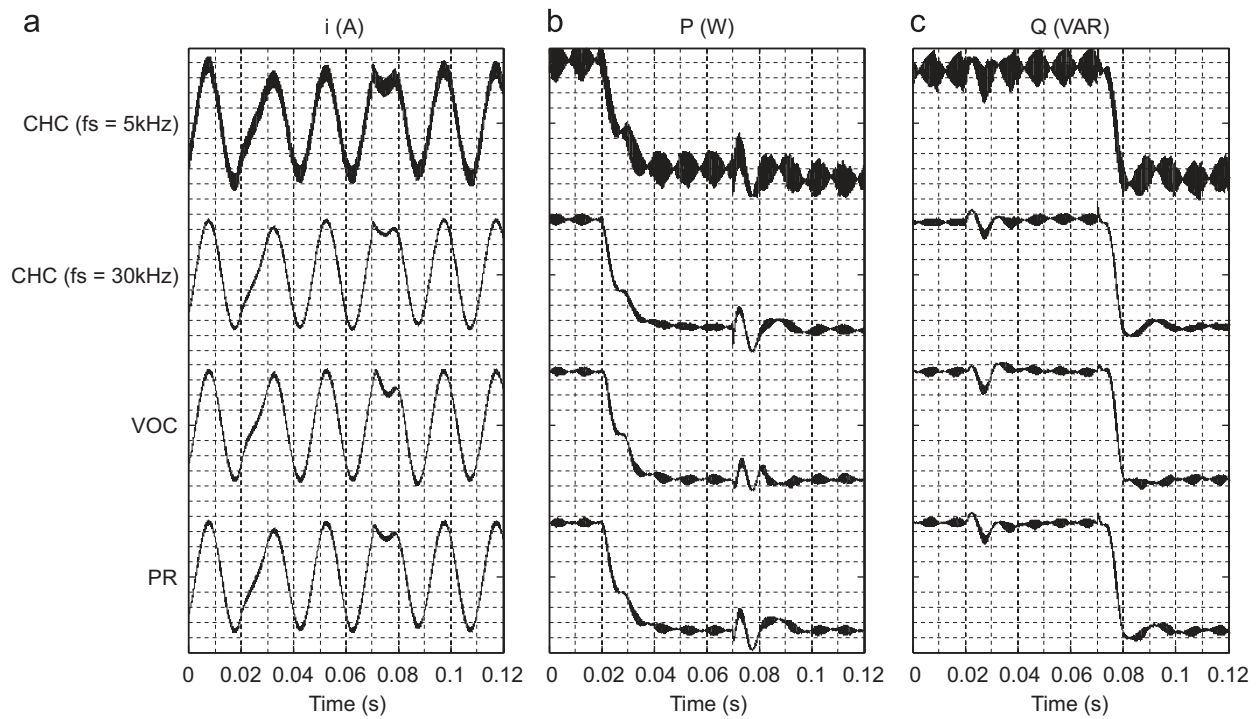 a
i (A)
b
P (W)
c
Q (VAR)
CHC (fs = 5kHz)
CHC (fs = 30kHz)
VOC
PR
0 0.02 0.04 0.06 0.08 0.1 0.12
Time (s)
0 0.02 0.04 0.06 0.08 0.1 0.12
Time (s)
0 0.02 0.04 0.06 0.08 0.1 0.12
Time (s)